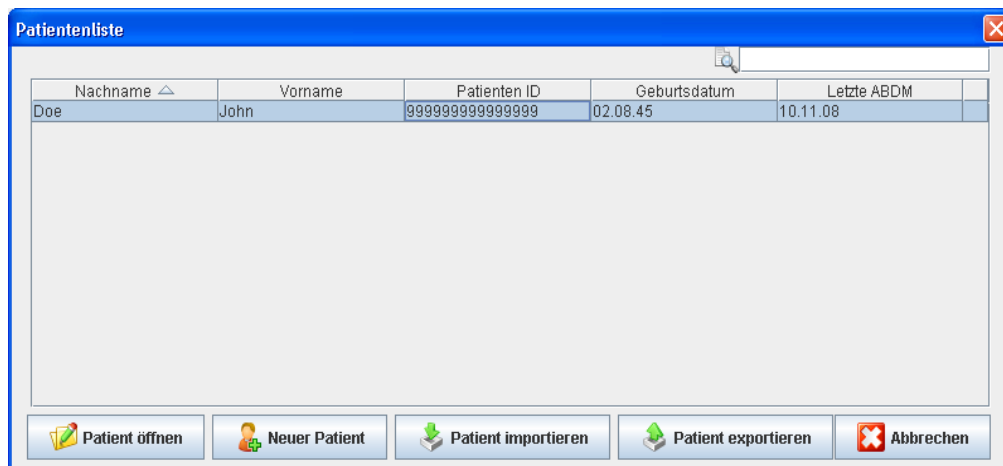 Patientenliste
Nachname Vorname Patienten ID Geburtsdatum Letzte ABDM
Doe John 999999999999999 02.08.45 10.11.08
Patient öffnen Neuer Patient Patient importieren Patient exportieren Abbrechen